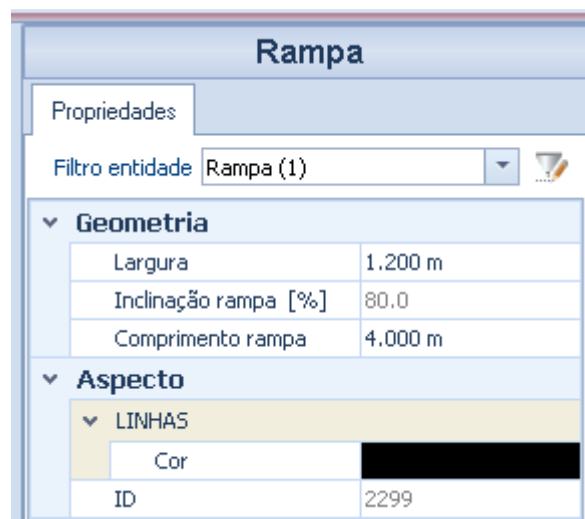 Rampa
Propriedades
Filtro entidade Rampa (1)
Geometria
Largura 1.200 m
Inclinação rampa [%] 80.0
Comprimento rampa 4.000 m
Aspecto
LINHAS
Cor
ID 2299